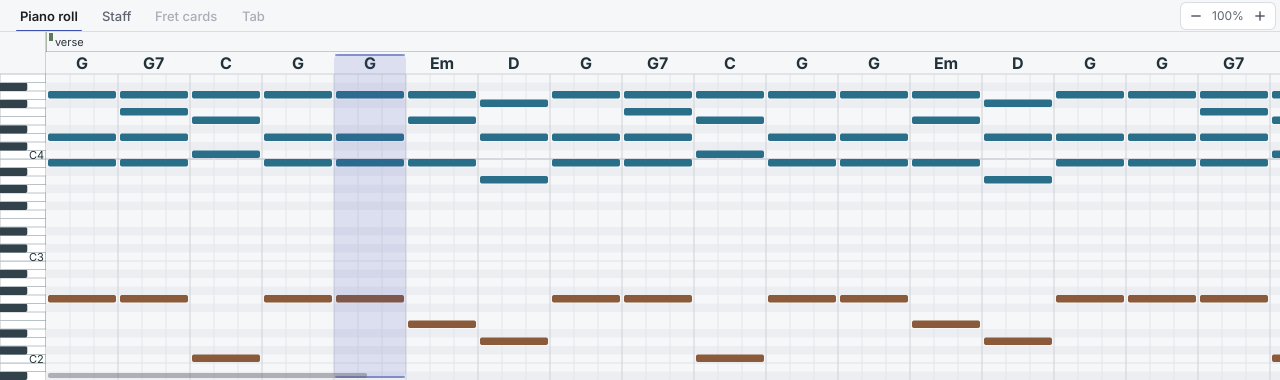 Piano roll Staff Fret cards Tab − 100% +
verse
G G7 C G G Em D G G7 C G G Em D G G G7
C4
C3
C2